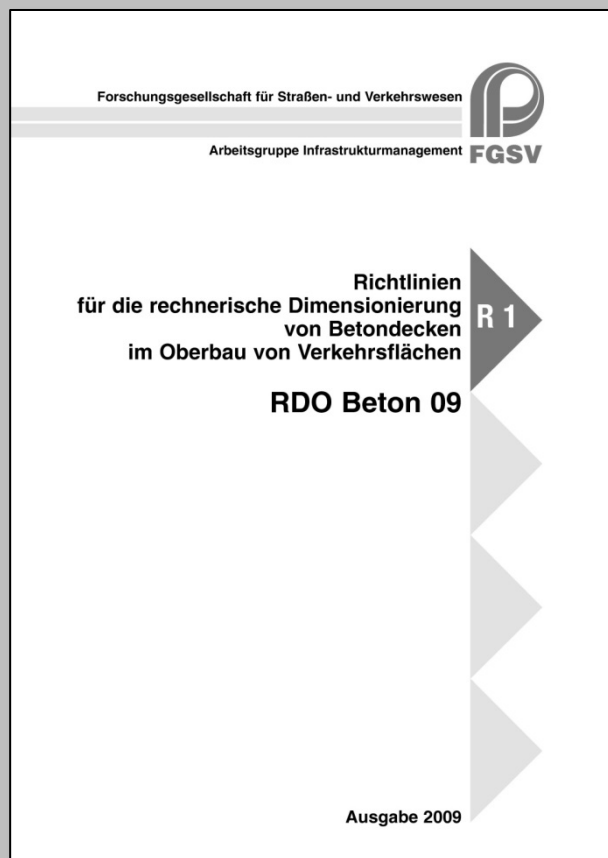 Forschungsgesellschaft für Straßen- und Verkehrswesen
Arbeitsgruppe Infrastrukturmanagement
FGSV
Richtlinien
für die rechnerische Dimensionierung
von Betondecken
im Oberbau von Verkehrsflächen
R 1
RDO Beton 09
Ausgabe 2009